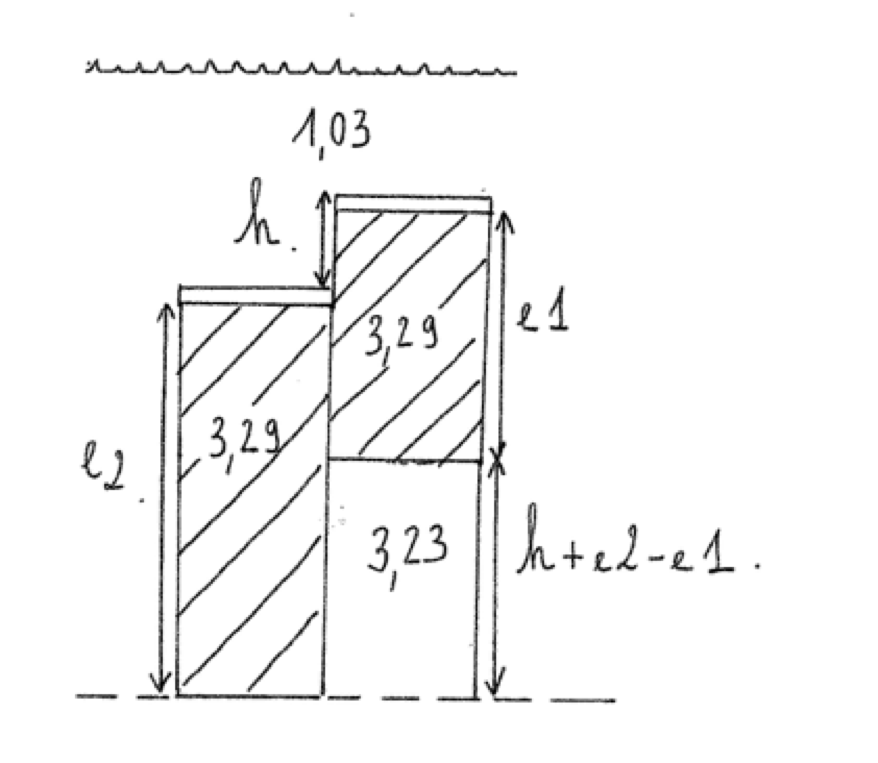 1,03
h.
e1
3,29
3,29
e2.
3,23
h+e2-e1.